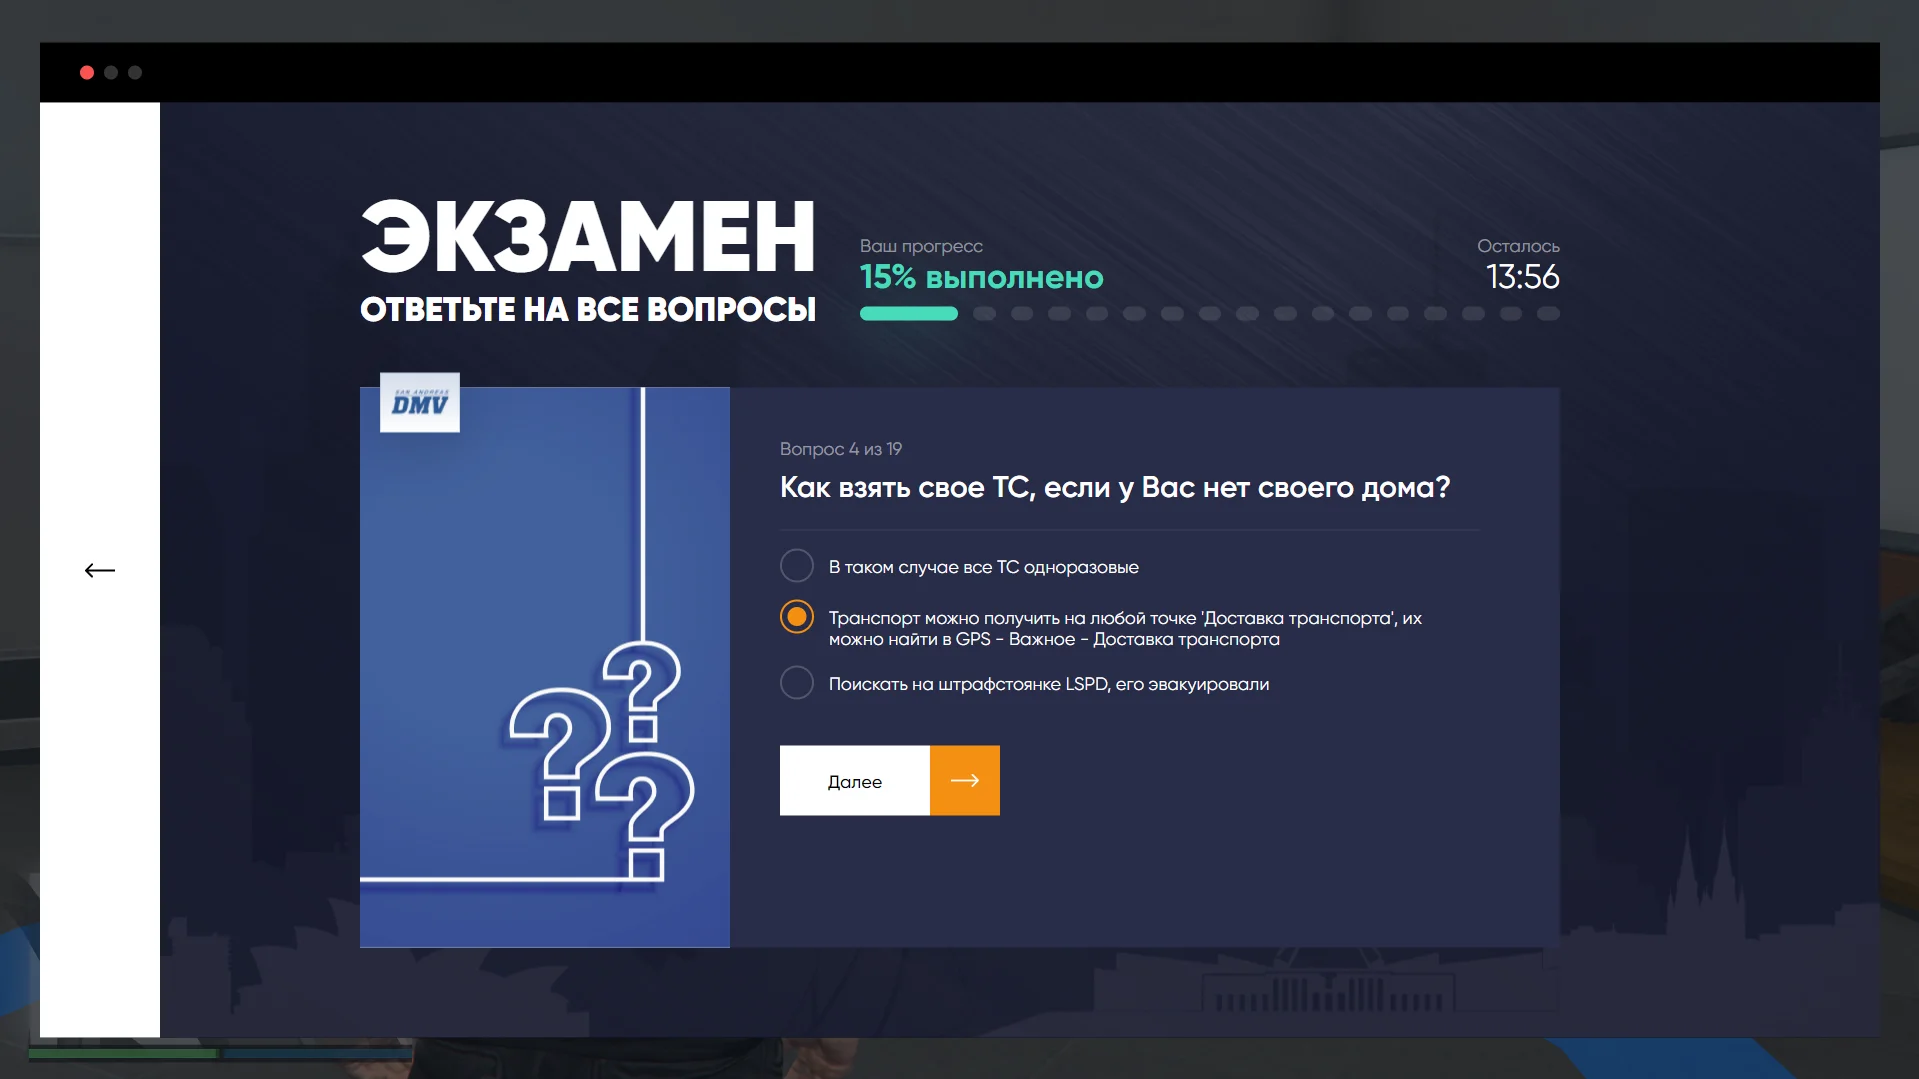 ЭКЗАМЕН
ОТВЕТЬТЕ НА ВСЕ ВОПРОСЫ
Ваш прогресс
15% выполнено
Осталось
13:56
SAN ANDREAS
DMV
Вопрос 4 из 19
Как взять свое ТС, если у Вас нет своего дома?
В таком случае все ТС одноразовые
Транспорт можно получить на любой точке 'Доставка транспорта', их
можно найти в GPS - Важное - Доставка транспорта
Поискать на штрафстоянке LSPD, его эвакуировали
Далее